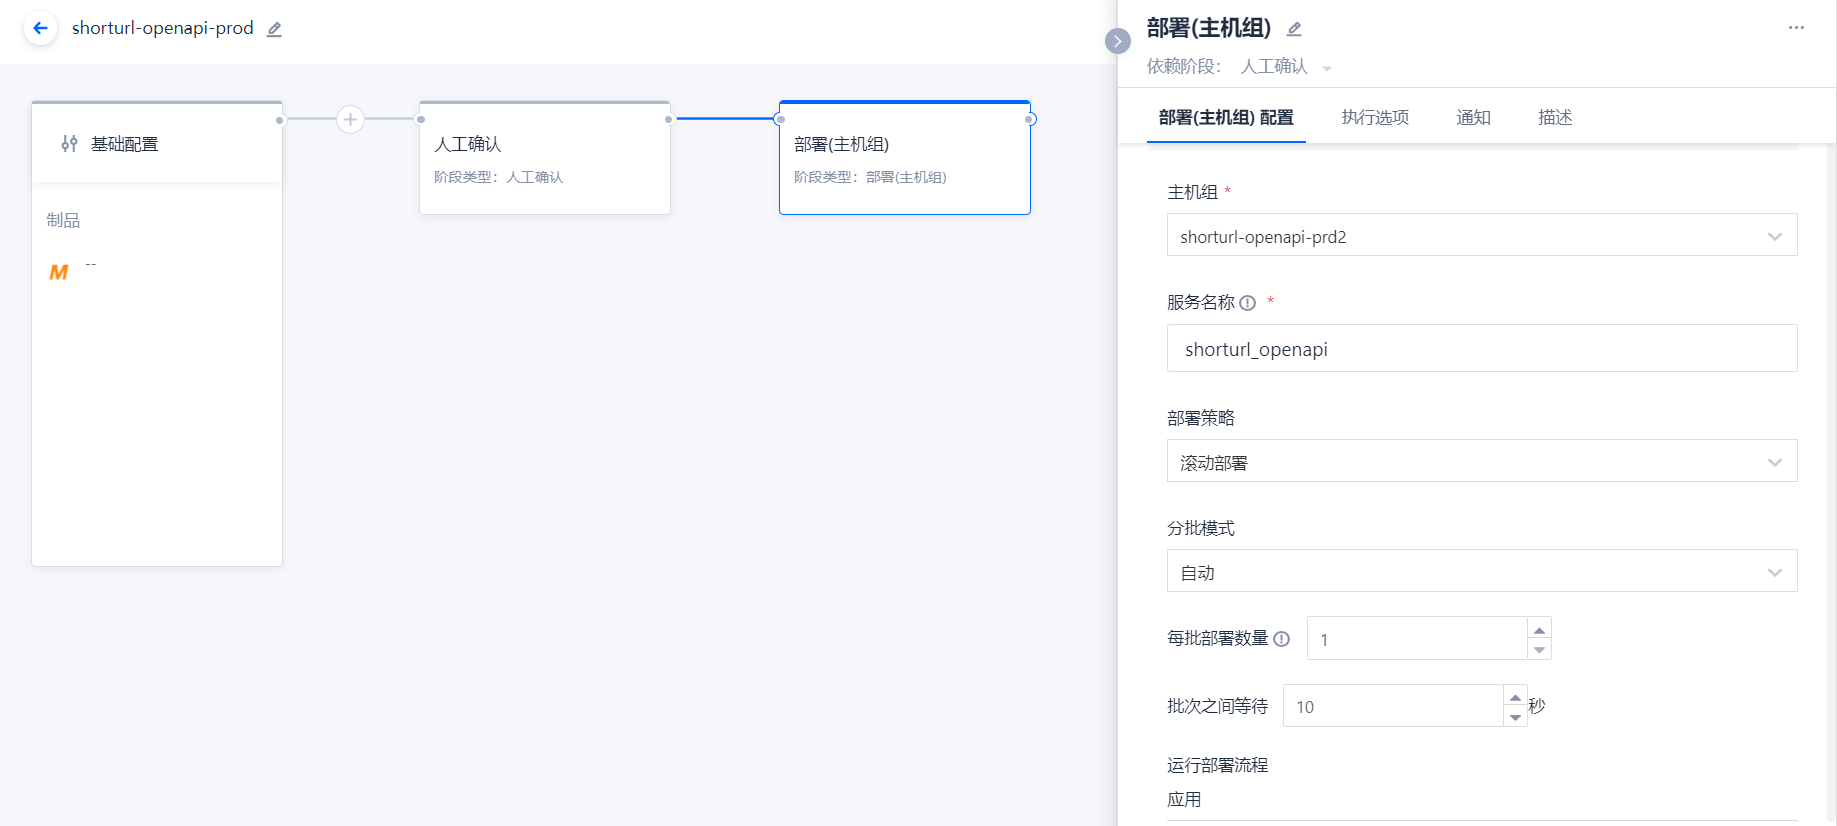 shorturl-openapi-prod
基础配置
制品
M --
人工确认
阶段类型：人工确认
部署(主机组)
阶段类型：部署(主机组)
部署(主机组)
依赖阶段： 人工确认
部署(主机组) 配置 执行选项 通知 描述
主机组 *
shorturl-openapi-prd2
服务名称 *
shorturl_openapi
部署策略
滚动部署
分批模式
自动
每批部署数量 1
批次之间等待 10 秒
运行部署流程
应用